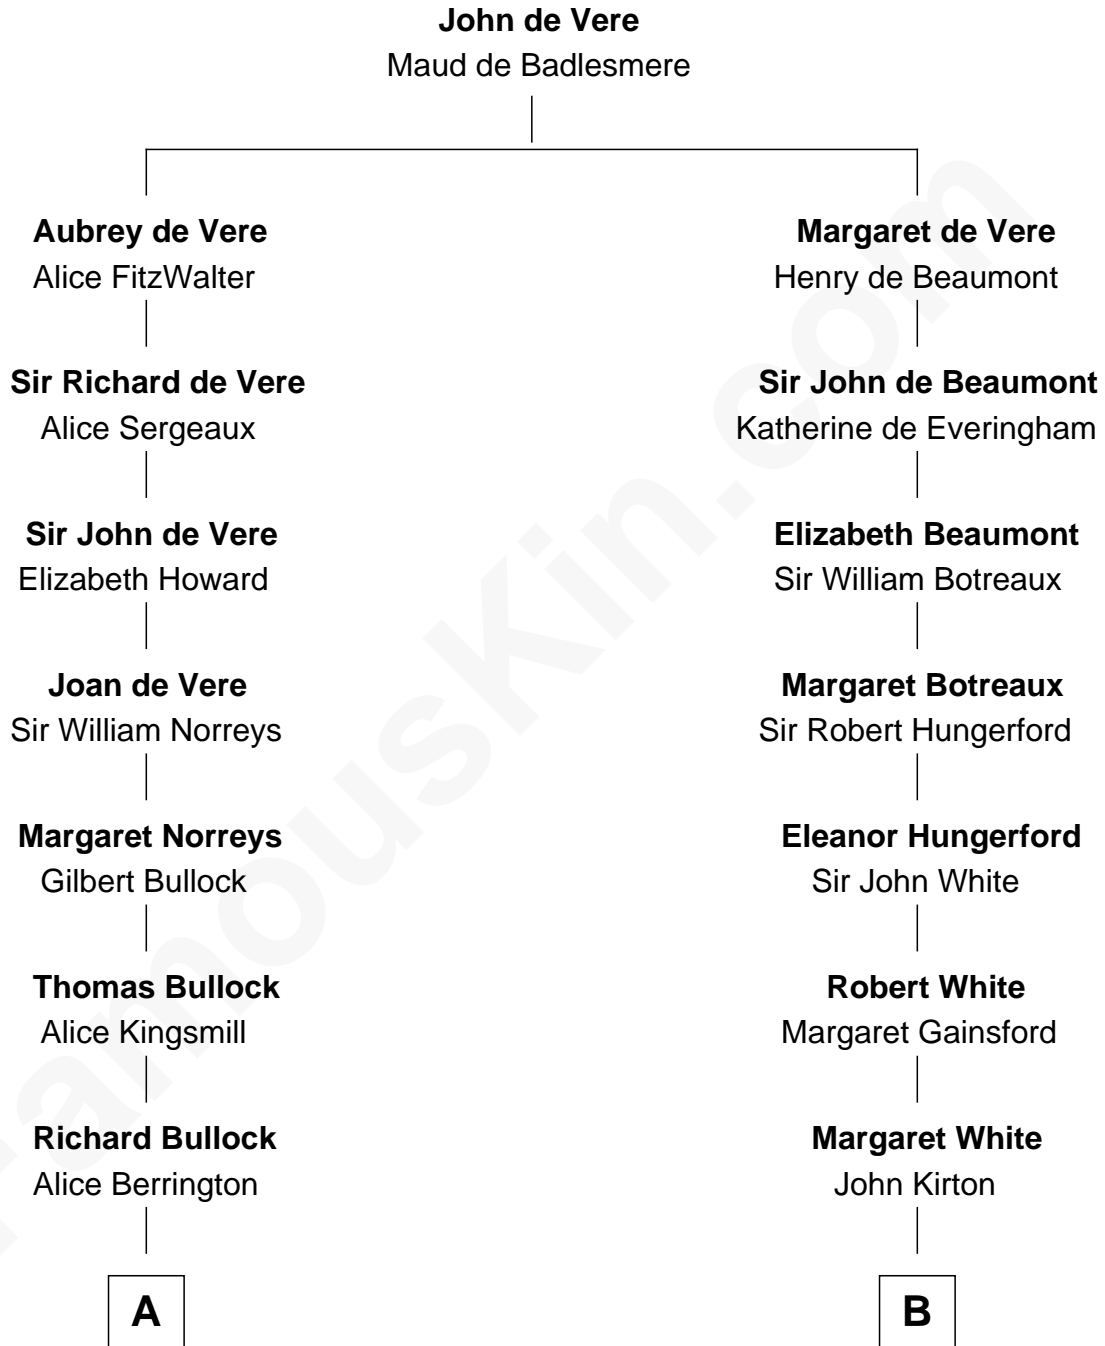 John de Vere
Maud de Badlesmere
Aubrey de Vere
Alice FitzWalter
Margaret de Vere
Henry de Beaumont
Sir Richard de Vere
Alice Sergeaux
Sir John de Beaumont
Katherine de Everingham
Sir John de Vere
Elizabeth Howard
Elizabeth Beaumont
Sir William Botreaux
Joan de Vere
Sir William Norreys
Margaret Botreaux
Sir Robert Hungerford
Margaret Norreys
Gilbert Bullock
Eleanor Hungerford
Sir John White
Thomas Bullock
Alice Kingsmill
Robert White
Margaret Gainsford
Richard Bullock
Alice Berrington
Margaret White
John Kirton
A
B
FamousKin.com